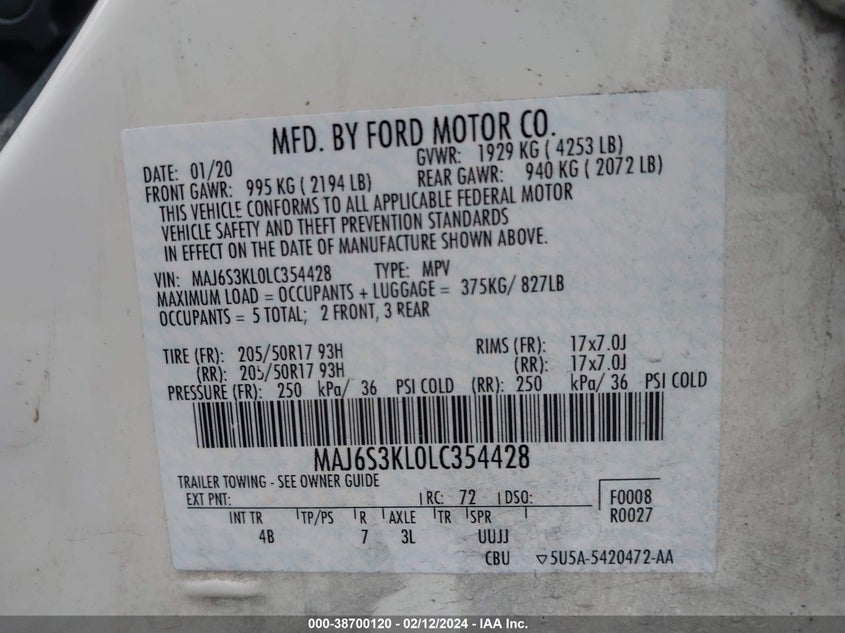 MFD. BY FORD MOTOR CO.
DATE: 01/20 GVWR: 1929 KG ( 4253 LB)
FRONT GAWR: 995 KG ( 2194 LB) REAR GAWR: 940 KG ( 2072 LB)
THIS VEHICLE CONFORMS TO ALL APPLICABLE FEDERAL MOTOR
VEHICLE SAFETY AND THEFT PREVENTION STANDARDS
IN EFFECT ON THE DATE OF MANUFACTURE SHOWN ABOVE.
VIN: MAJ6S3KL0LC354428 TYPE: MPV
MAXIMUM LOAD = OCCUPANTS + LUGGAGE = 375KG/ 827LB
OCCUPANTS = 5 TOTAL; 2 FRONT, 3 REAR
TIRE (FR): 205/50R17 93H RIMS (FR): 17x7.0J
(RR): 205/50R17 93H (RR): 17x7.0J
PRESSURE (FR): 250 kPa/ 36 PSI COLD (RR): 250 kPa/ 36 PSI COLD
MAJ6S3KL0LC354428
TRAILER TOWING - SEE OWNER GUIDE
EXT PNT: RC: 72 DSO: F0008
R0027
INT TR TP/PS R AXLE TR SPR
4B 7 3L UUJJ
CBU ▽5U5A-5420472-AA
000-38700120 - 02/12/2024 - IAA Inc.